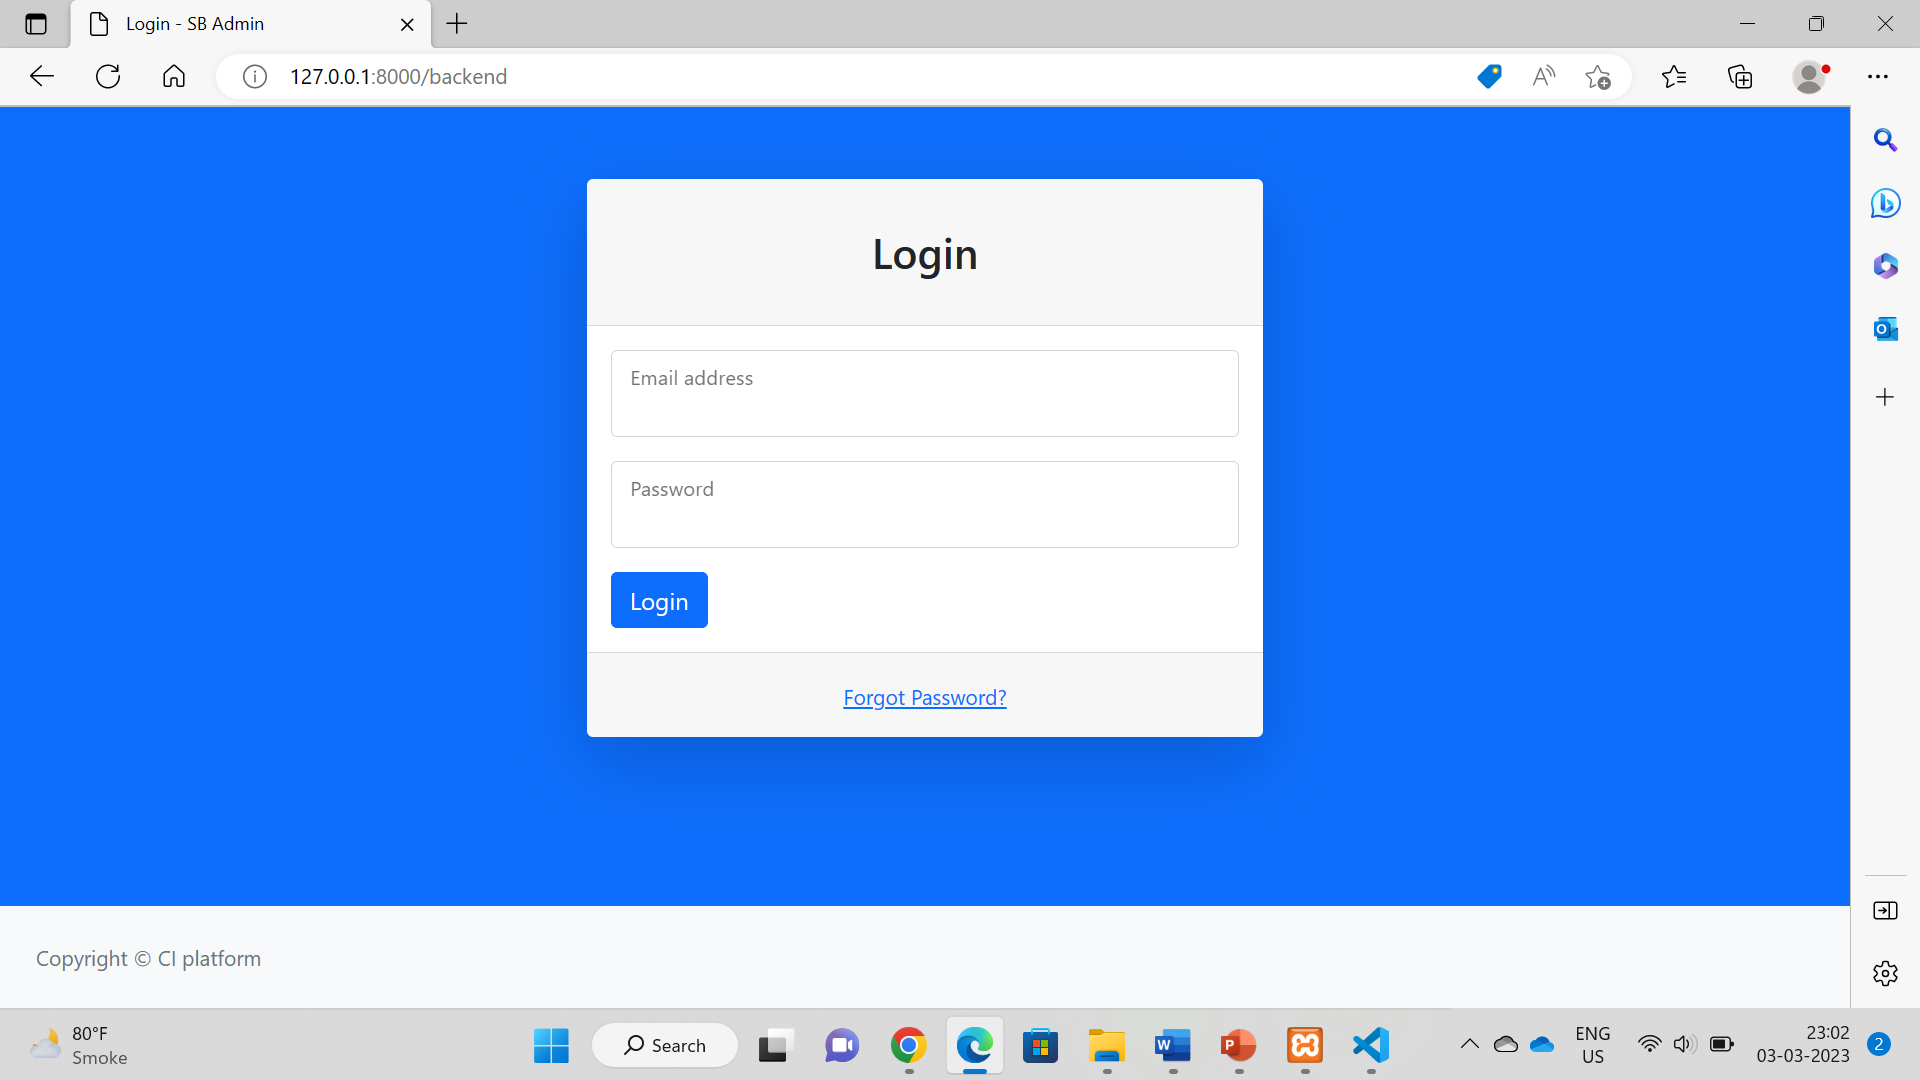 Login - SB Admin
127.0.0.1:8000/backend
Login
Email address
Password
Login
Forgot Password?
Copyright © CI platform
80°F
Smoke
Search
ENG
US
23:02
03-03-2023
2